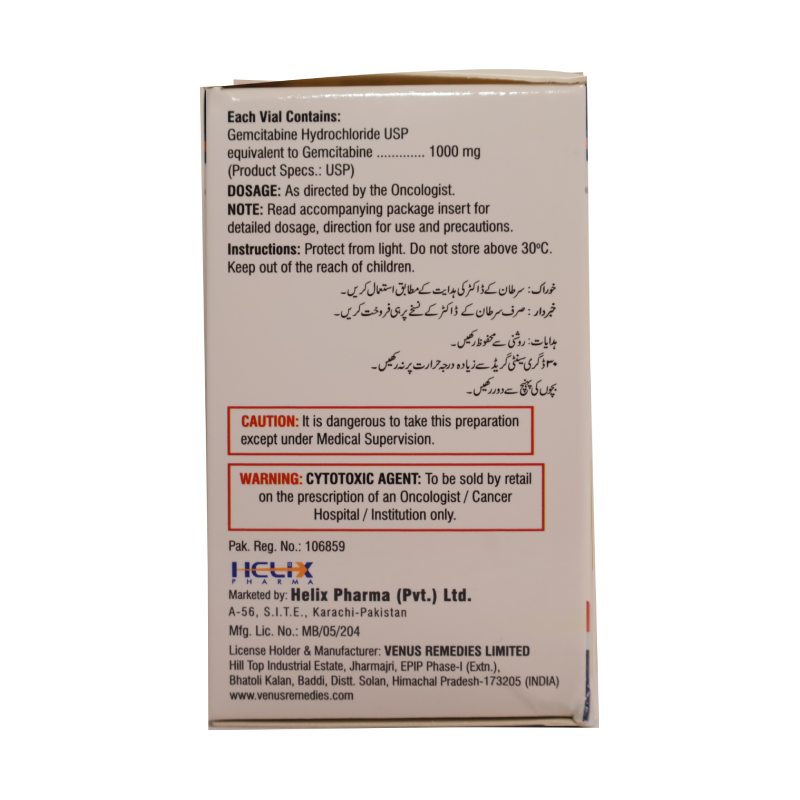 Each Vial Contains:
Gemcitabine Hydrochloride USP
equivalent to Gemcitabine ............. 1000 mg
(Product Specs.: USP)
DOSAGE: As directed by the Oncologist.
NOTE: Read accompanying package insert for
detailed dosage, direction for use and precautions.
Instructions: Protect from light. Do not store above 30ºC.
Keep out of the reach of children.
خوراک: سرطان کے ڈاکٹر کی ہدایت کے مطابق استعمال کریں۔
خبردار: صرف سرطان کے ڈاکٹر کے نسخے پر ہی فروخت کریں۔
ہدایات: روشنی سے محفوظ رکھیں۔
۳۰ ڈگری سینٹی گریڈ سے زیادہ درجہ حرارت پر نہ رکھیں۔
بچوں کی پہنچ سے دور رکھیں۔
CAUTION: It is dangerous to take this preparation
except under Medical Supervision.
WARNING: CYTOTOXIC AGENT: To be sold by retail
on the prescription of an Oncologist / Cancer
Hospital / Institution only.
Pak. Reg. No.: 106859
HELIX
PHARMA
Marketed by: Helix Pharma (Pvt.) Ltd.
A-56, S.I.T.E., Karachi-Pakistan
Mfg. Lic. No.: MB/05/204
License Holder & Manufacturer: VENUS REMEDIES LIMITED
Hill Top Industrial Estate, Jharmajri, EPIP Phase-I (Extn.),
Bhatoli Kalan, Baddi, Distt. Solan, Himachal Pradesh-173205 (INDIA)
www.venusremedies.com